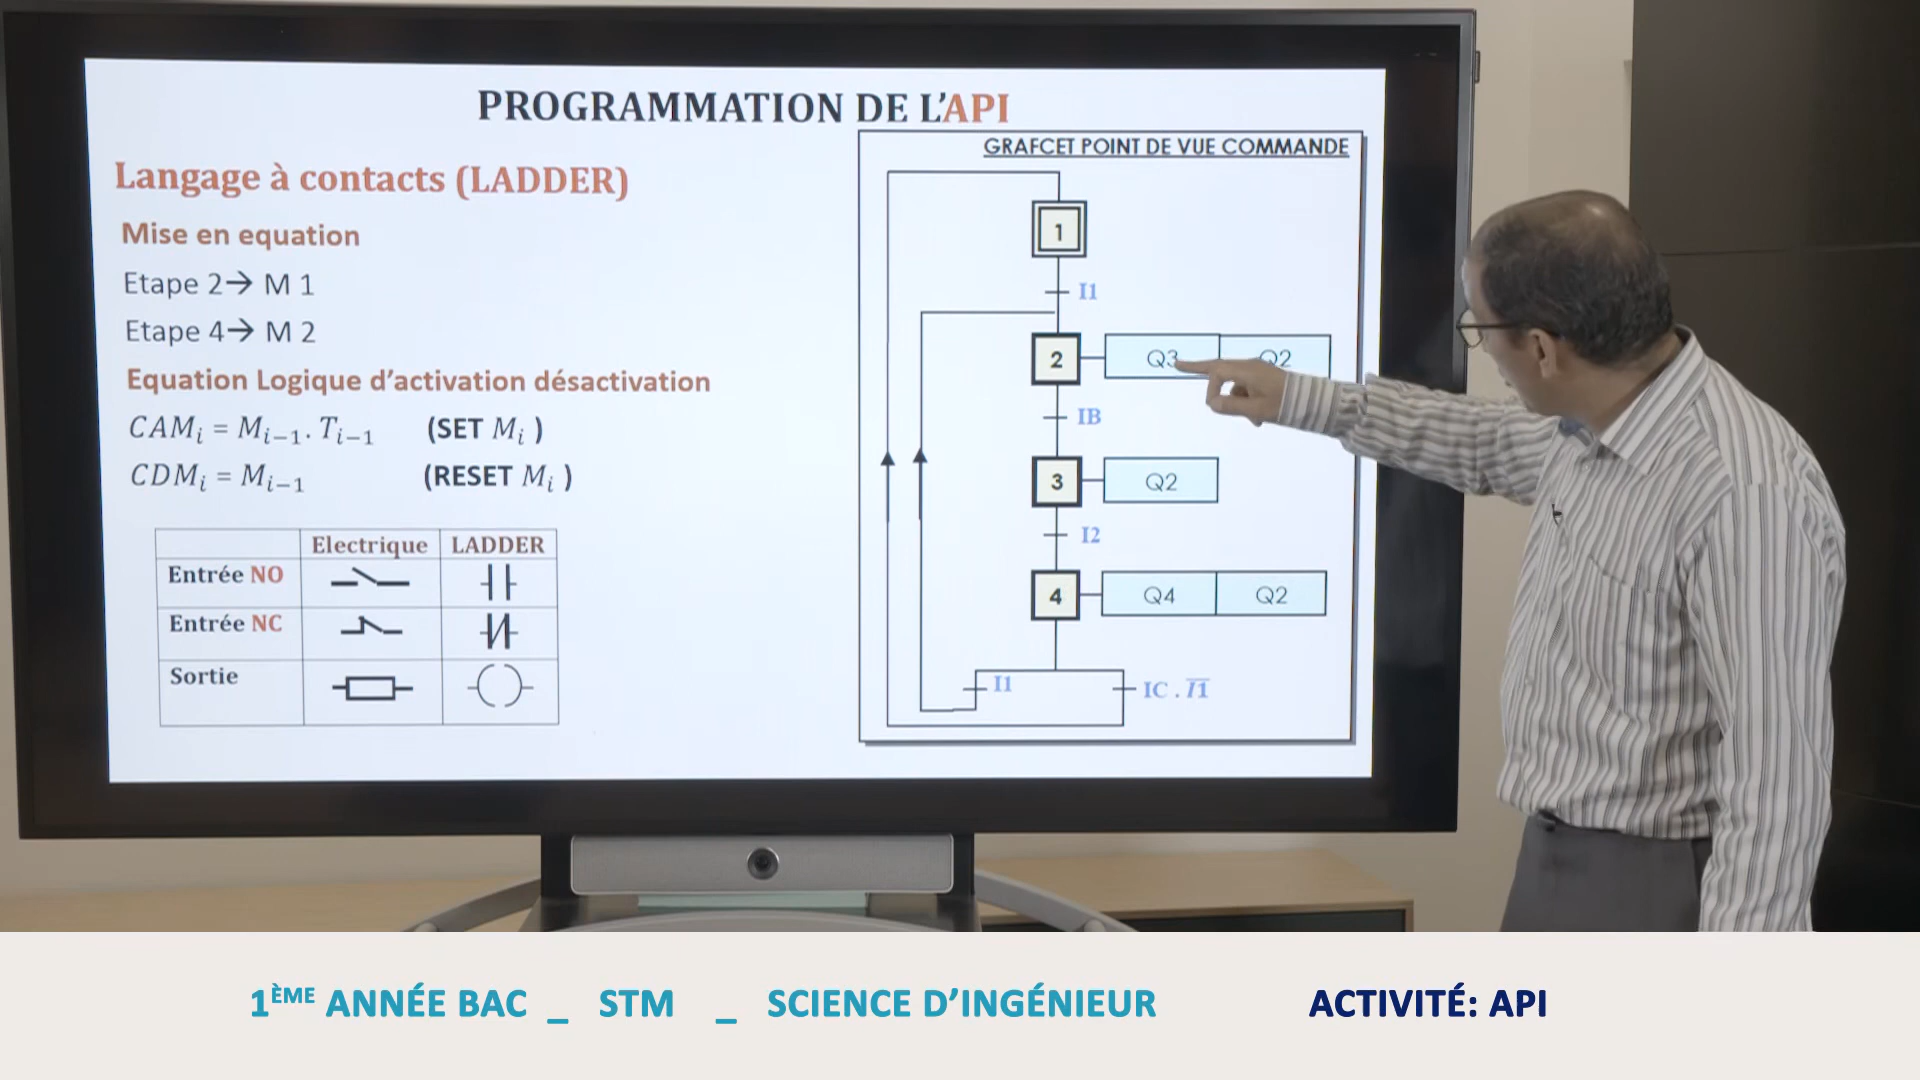 PROGRAMMATION DE L'API
Langage à contacts (LADDER)
Mise en equation
Etape 2→ M 1
Etape 4→ M 2
Equation Logique d'activation désactivation
CAMᵢ = Mᵢ₋₁. Tᵢ₋₁ (SET Mᵢ )
CDMᵢ = Mᵢ₋₁ (RESET Mᵢ )
Electrique LADDER
Entrée NO
Entrée NC
Sortie
GRAFCET POINT DE VUE COMMANDE
1
I1
2 Q3 Q2
IB
3 Q2
I2
4 Q4 Q2
I1 IC . I̅1̅
1ÈME ANNÉE BAC _ STM _ SCIENCE D'INGÉNIEUR ACTIVITÉ: API